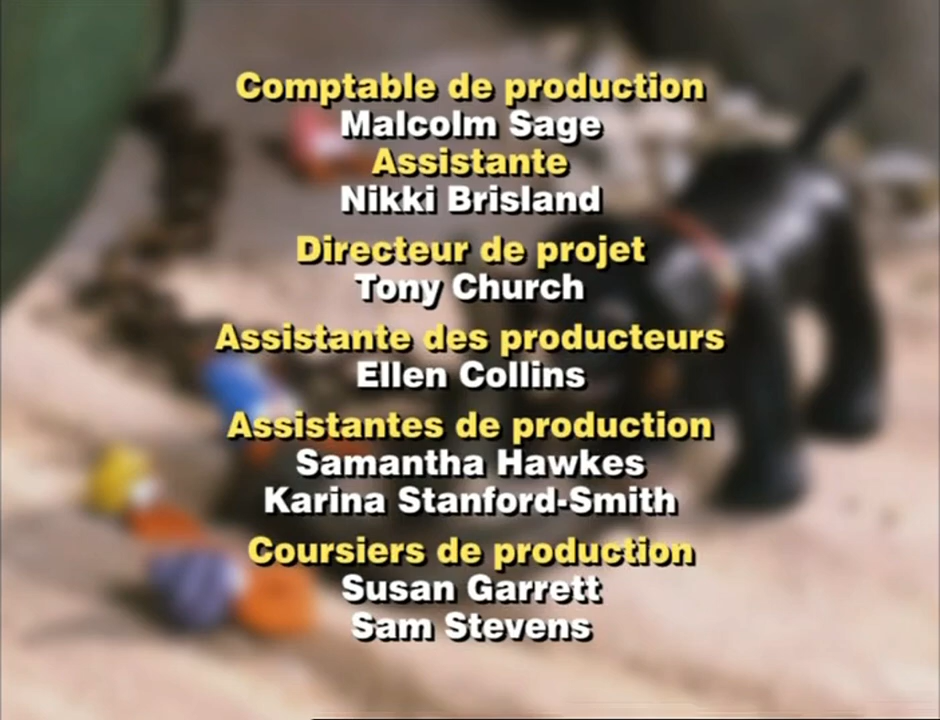 Comptable de production
Malcolm Sage
Assistante
Nikki Brisland
Directeur de projet
Tony Church
Assistante des producteurs
Ellen Collins
Assistantes de production
Samantha Hawkes
Karina Stanford-Smith
Coursiers de production
Susan Garrett
Sam Stevens